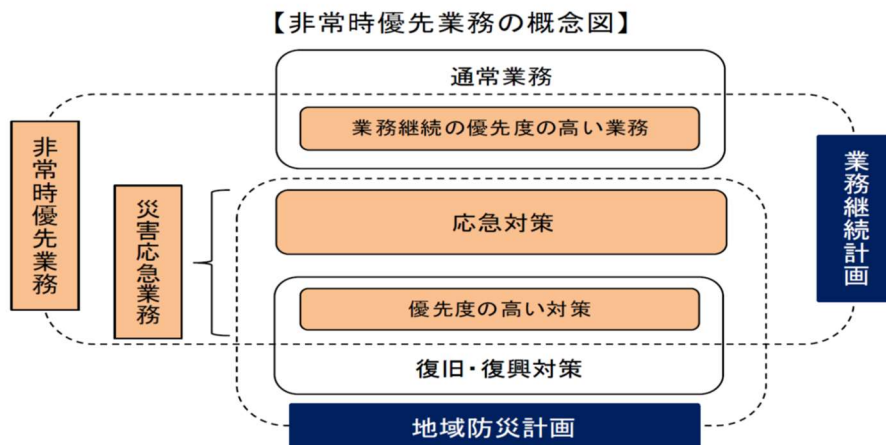 【非常時優先業務の概念図】
通常業務
業務継続の優先度の高い業務
非常時優先業務
災害応急業務
応急対策
業務継続計画
優先度の高い対策
復旧・復興対策
地域防災計画